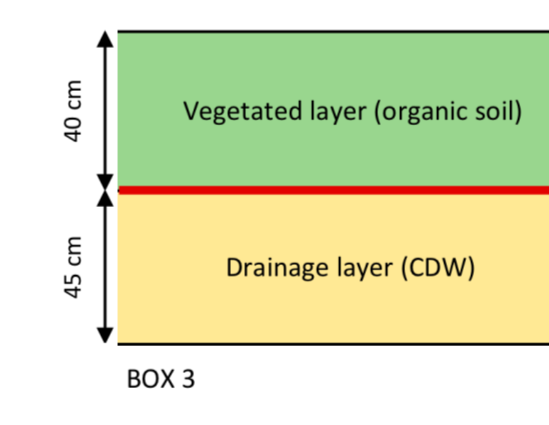 40 cm
Vegetated layer (organic soil)
45 cm
Drainage layer (CDW)
BOX 3